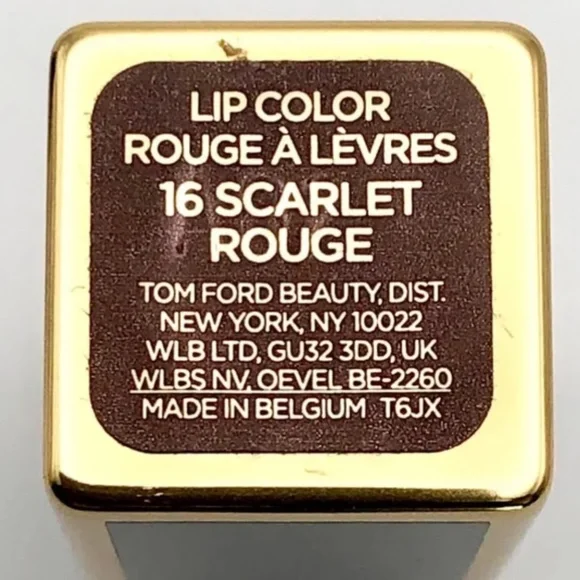 LIP COLOR
ROUGE À LÈVRES
16 SCARLET
ROUGE
TOM FORD BEAUTY, DIST.
NEW YORK, NY 10022
WLB LTD, GU32 3DD, UK
WLBS NV, OEVEL BE-2260
MADE IN BELGIUM T6JX